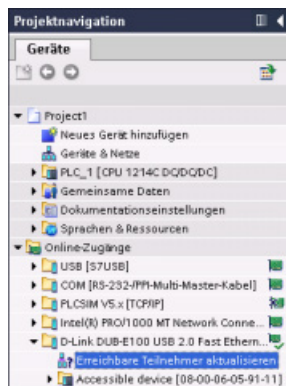 Projektnavigation
Geräte
Project1
Neues Gerät hinzufügen
Geräte & Netze
PLC_1 [CPU 1214C DC/DC/DC]
Gemeinsame Daten
Dokumentationseinstellungen
Sprachen & Ressourcen
Online-Zugänge
USB [S7USB]
COM [RS-232-/PPI-Multi-Master-Kabel]
PLCSIM V5.x [TCP/IP]
Intel(R) PRO/1000 MT Network Conne...
D-Link DUB-E100 USB 2.0 Fast Ethern...
Erreichbare Teilnehmer aktualisieren
Accessible device [08-00-06-05-91-11]